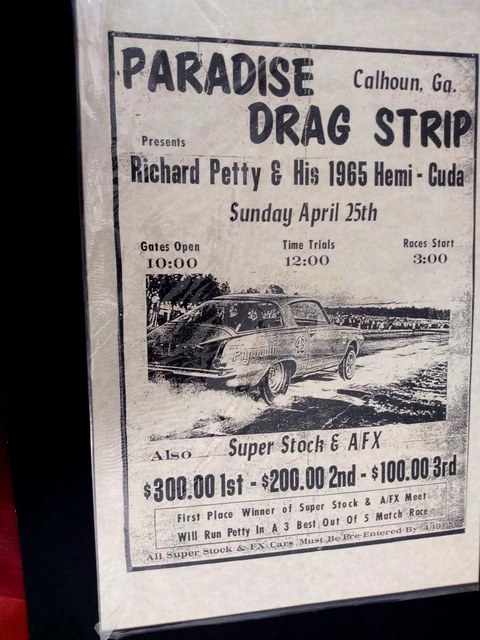 PARADISE Calhoun, Ga.
DRAG STRIP
Presents
Richard Petty & His 1965 Hemi - Cuda
Sunday April 25th
Gates Open Time Trials Races Start
10:00 12:00 3:00
Plymouth 43
Also Super Stock & AFX
$300.00 1st - $200.00 2nd - $100.00 3rd
First Place Winner of Super Stock & A/FX Meet
Will Run Petty In A 3 Best Out Of 5 Match Race
All Super Stock & FX Cars Must Be Pre-Entered By